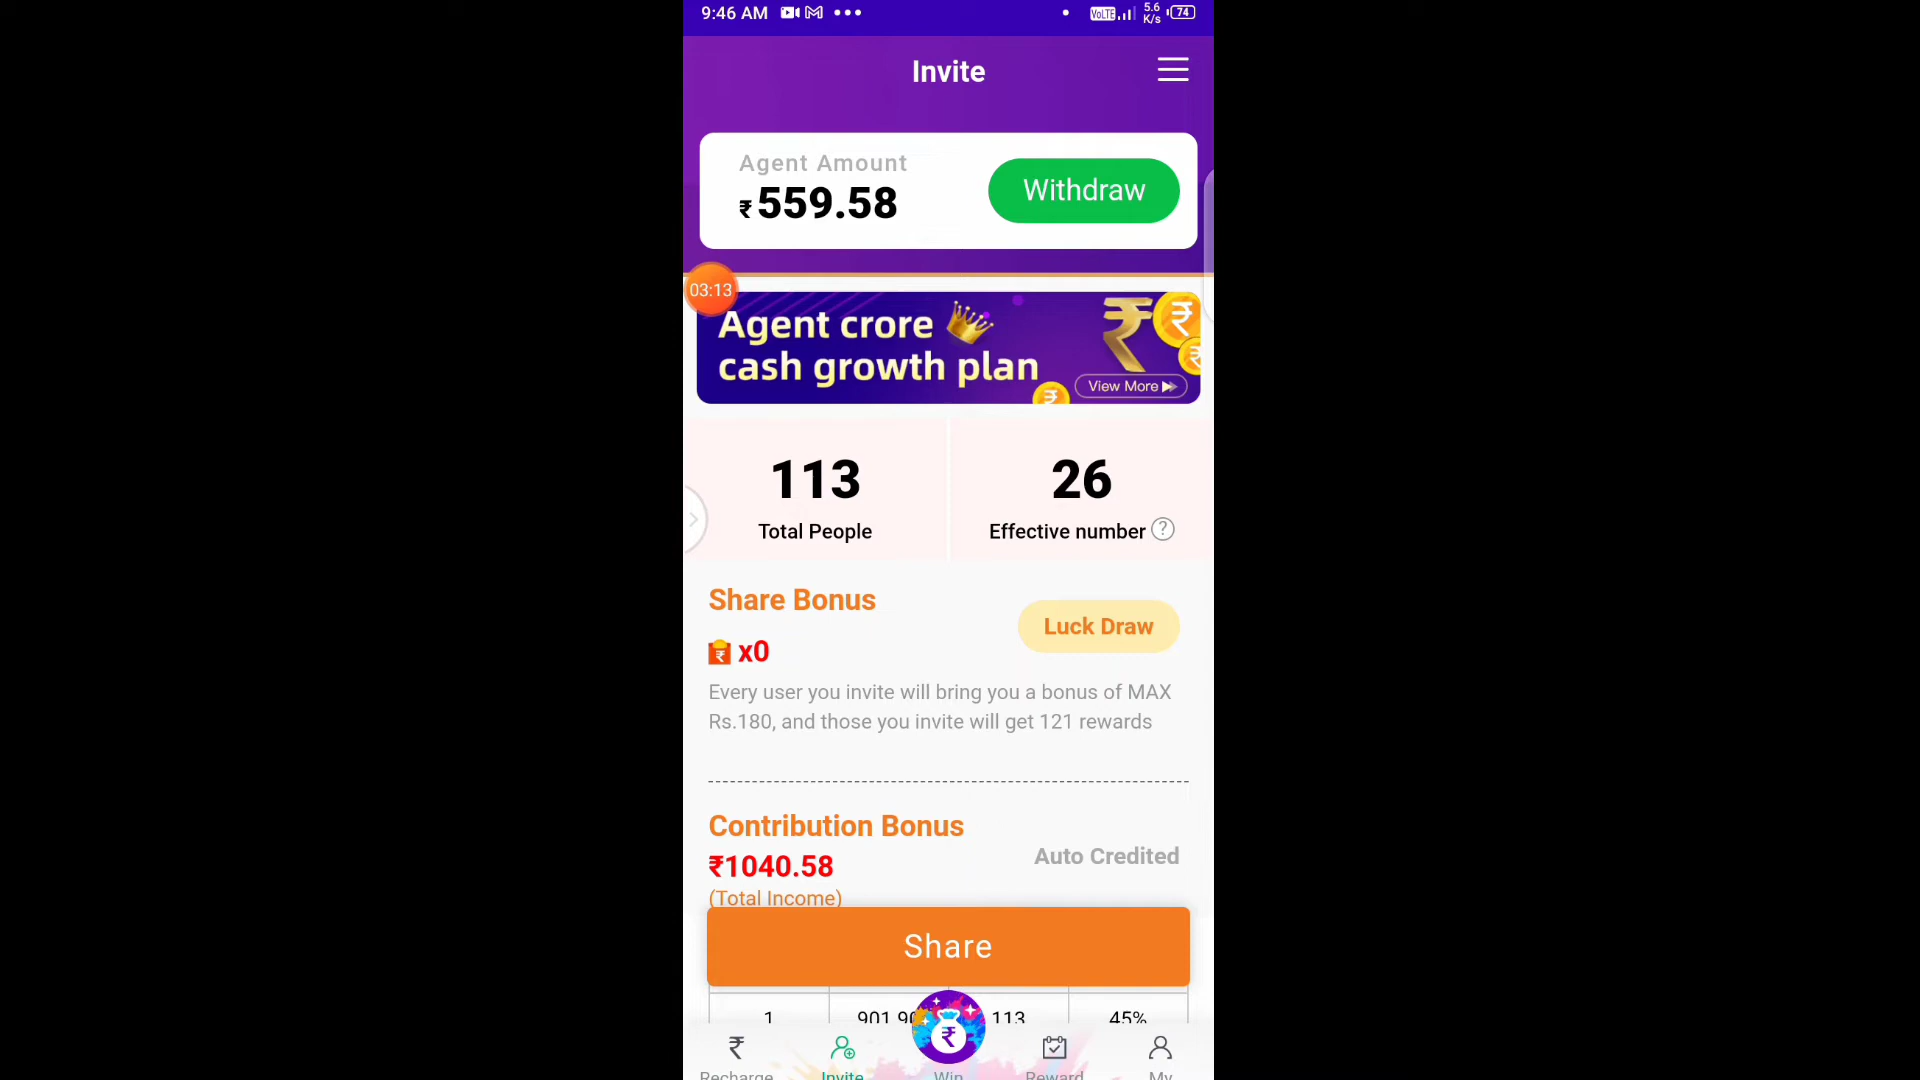 9:46 AM
VoLTE 5.6 K/s 74
Invite
Agent Amount
₹559.58
Withdraw
03:13
Agent crore
cash growth plan
View More
113
Total People
26
Effective number ?
Share Bonus
x0
Luck Draw
Every user you invite will bring you a bonus of MAX
Rs.180, and those you invite will get 121 rewards
Contribution Bonus
₹1040.58
Auto Credited
(Total Income)
Share
1 113 45%
Recharge Invite Win Reward My